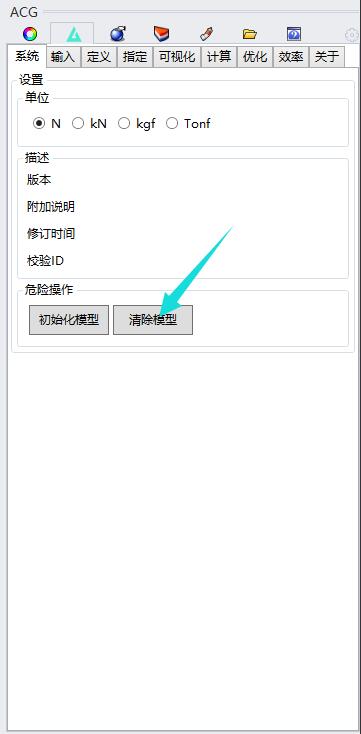 ACG
系统 输入 定义 指定 可视化 计算 优化 效率 关于
设置
单位
N kN kgf Tonf
描述
版本
附加说明
修订时间
校验ID
危险操作
初始化模型 清除模型